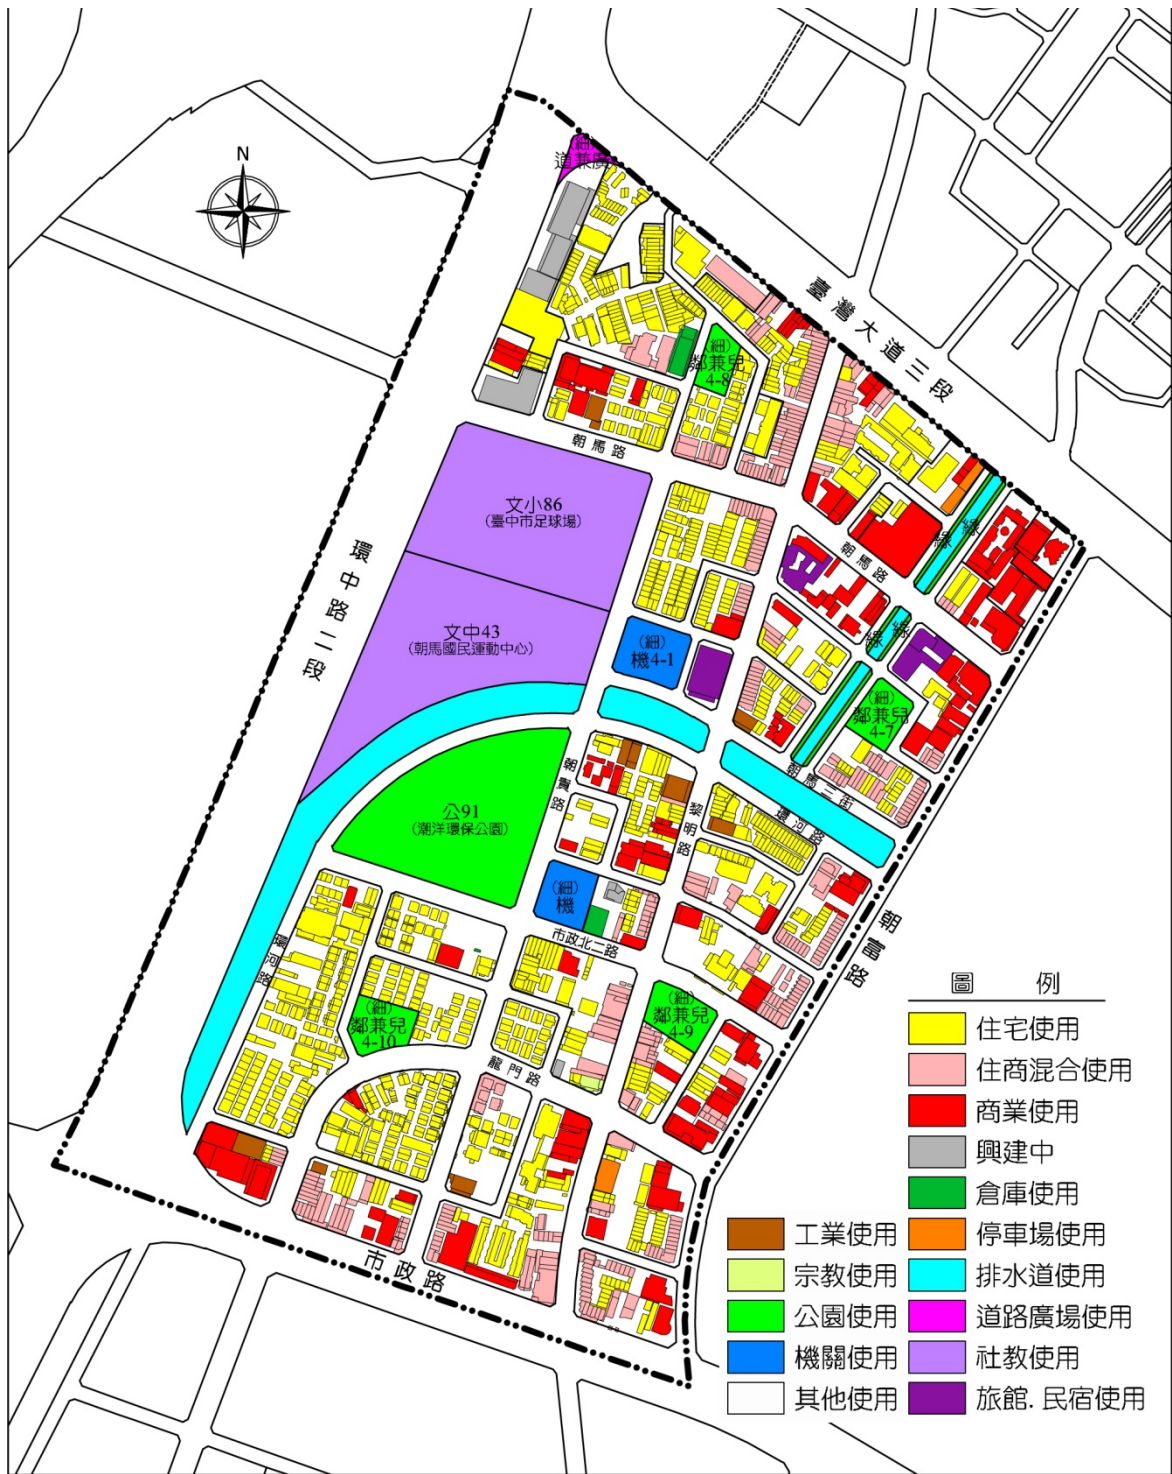 N
(細)
道兼廣
臺灣大道三段
(細)
鄰兼兒
4-8
朝馬路
文小86
(臺中市足球場)
環中路二段
朝馬路
綠
綠
文中43
(朝馬國民運動中心)
(細)
機4-1
綠
綠
(細)
鄰兼兒
4-7
朝馬三街
朝貴路
黎明路
環河路
公91
(潮洋環保公園)
(細)
機
市政北二路
朝富路
環河路
(細)
鄰兼兒
4-10
(細)
鄰兼兒
4-9
龍門路
市政路
圖 例
住宅使用
住商混合使用
商業使用
興建中
倉庫使用
工業使用
停車場使用
宗教使用
排水道使用
公園使用
道路廣場使用
機關使用
社教使用
其他使用
旅館. 民宿使用